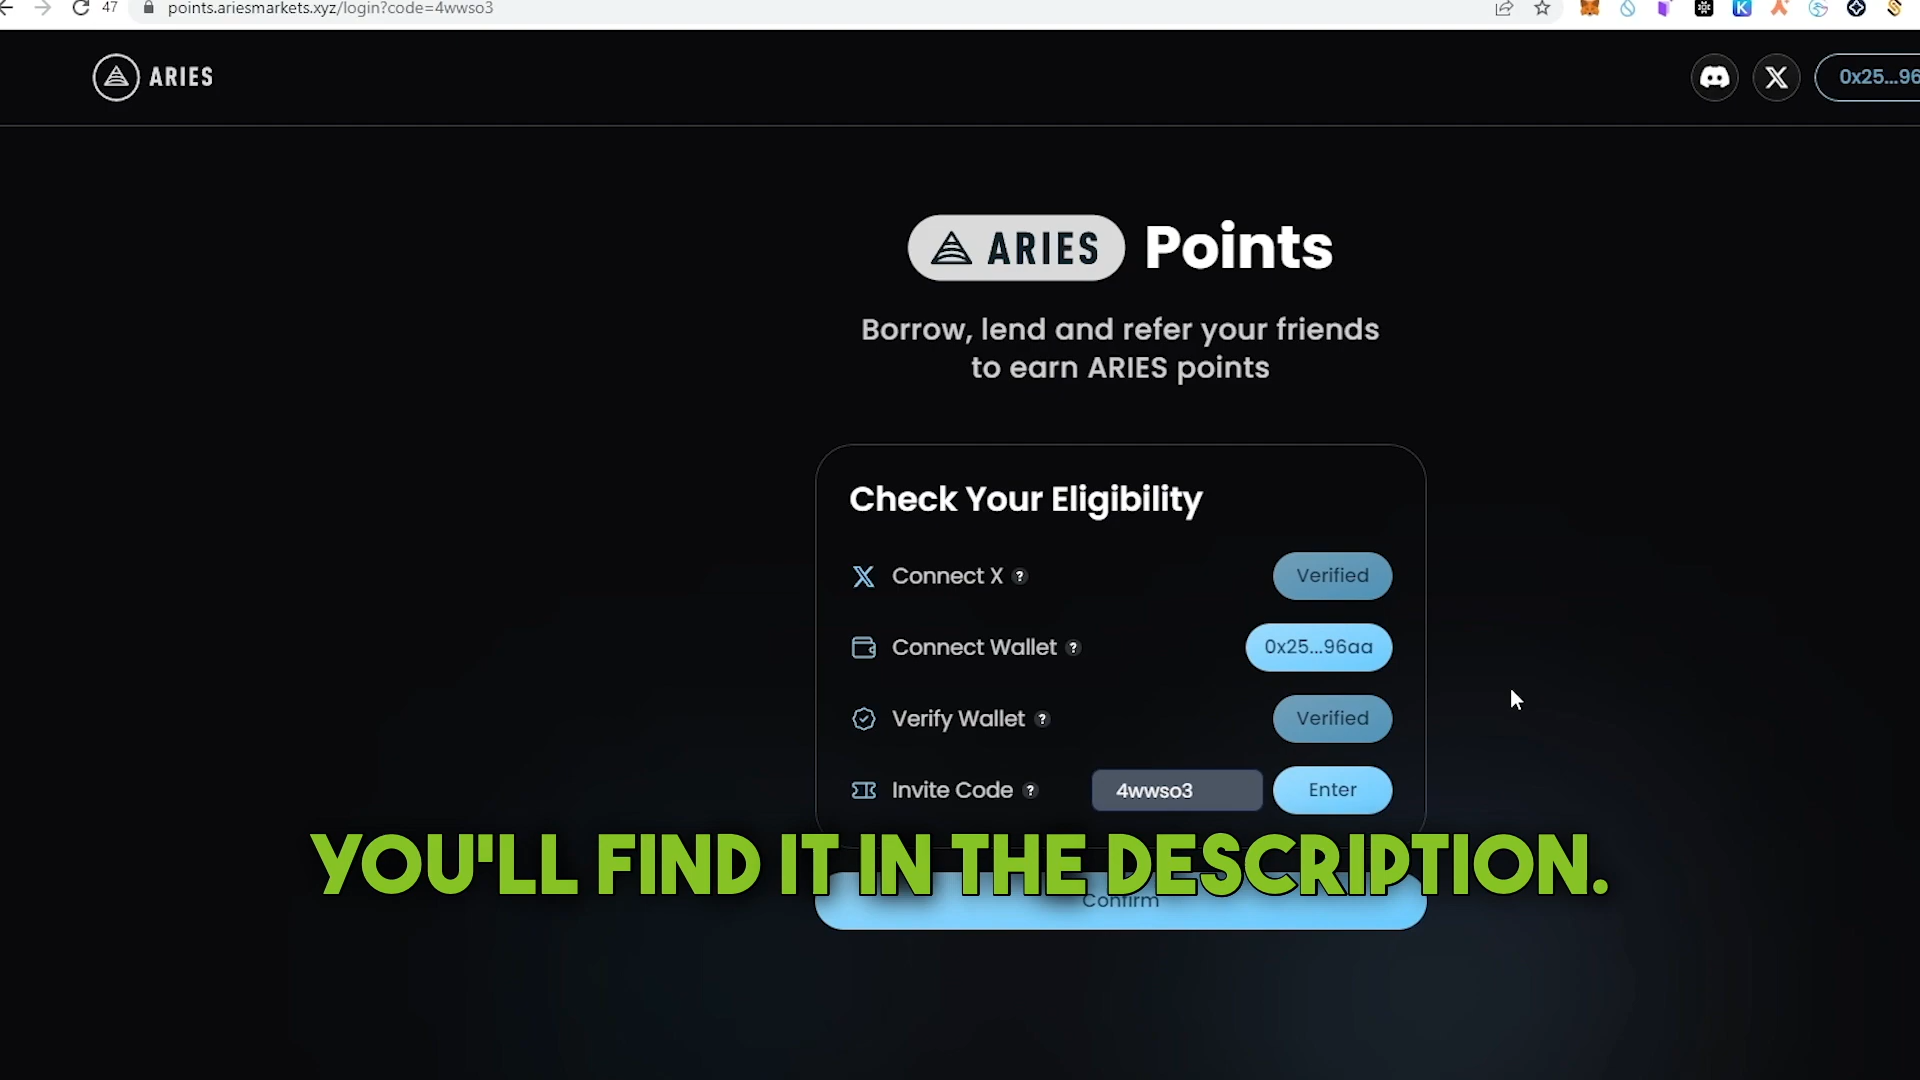 47
points.ariesmarkets.xyz/login?code=4wwso3
ARIES
0x25...96
ARIES Points
Borrow, lend and refer your friends
to earn ARIES points
Check Your Eligibility
Connect X ? Verified
Connect Wallet ? 0x25...96aa
Verify Wallet ? Verified
Invite Code ? 4wwso3 Enter
YOU'LL FIND IT IN THE DESCRIPTION.
Confirm